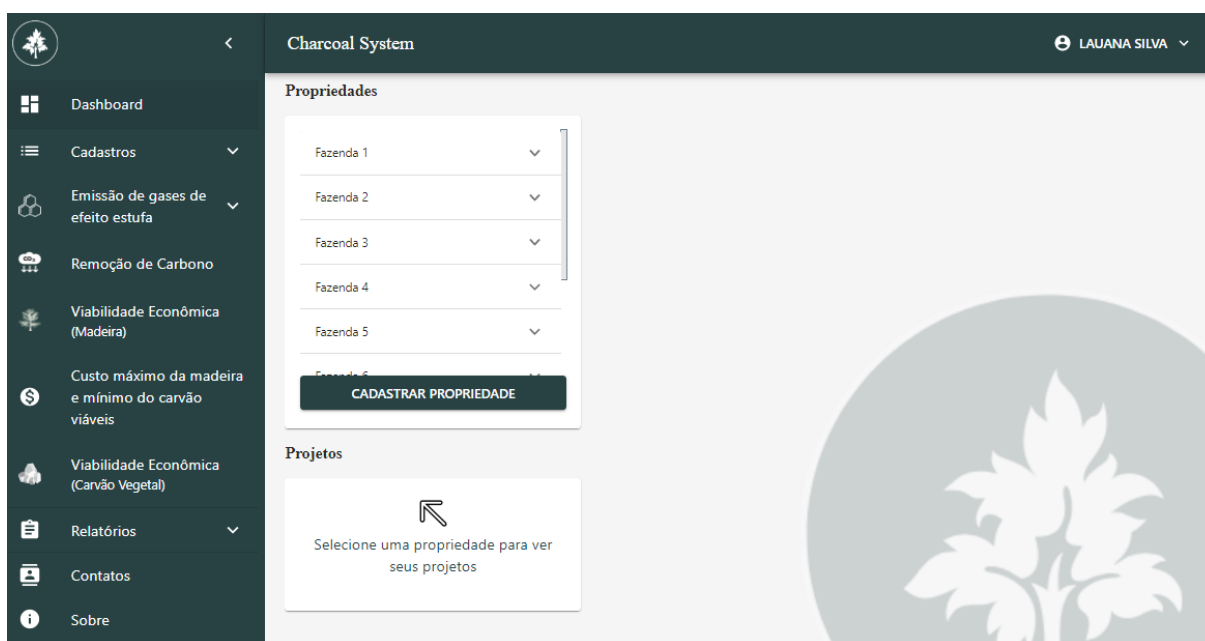 Charcoal System
LAUANA SILVA
Dashboard
Cadastros
Emissão de gases de
efeito estufa
Remoção de Carbono
Viabilidade Econômica
(Madeira)
Custo máximo da madeira
e mínimo do carvão
viáveis
Viabilidade Econômica
(Carvão Vegetal)
Relatórios
Contatos
Sobre
Propriedades
Fazenda 1
Fazenda 2
Fazenda 3
Fazenda 4
Fazenda 5
CADASTRAR PROPRIEDADE
Projetos
Selecione uma propriedade para ver
seus projetos